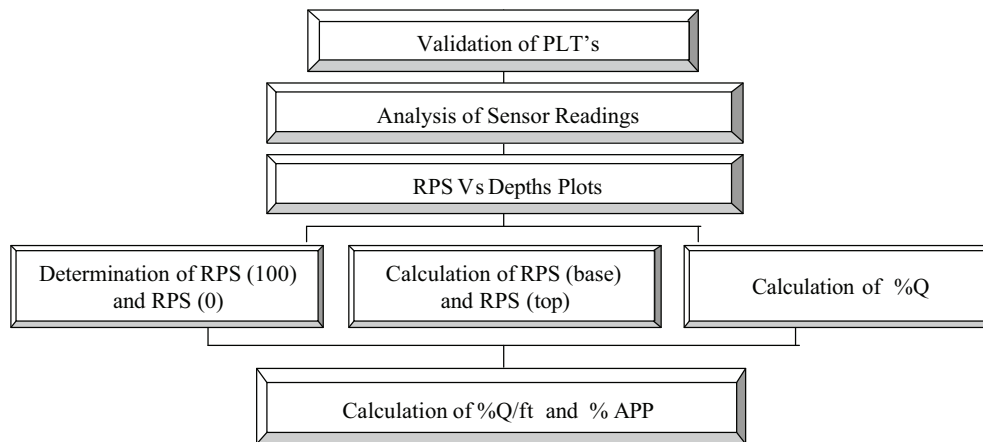 Validation of PLT’s
Analysis of Sensor Readings
RPS Vs Depths Plots
Determination of RPS (100)
and RPS (0)
Calculation of RPS (base)
and RPS (top)
Calculation of %Q
Calculation of %Q/ft and % APP